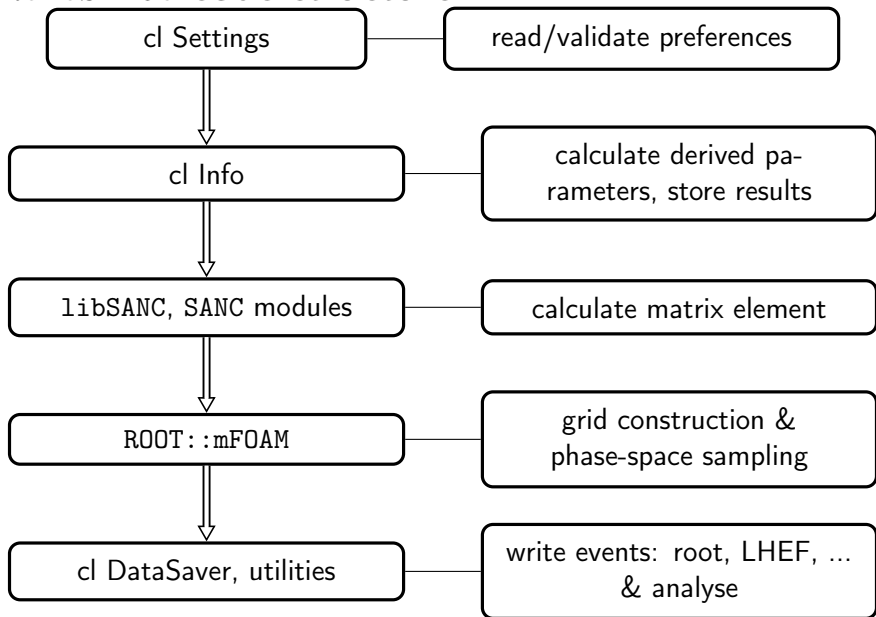 cl Settings
read/validate preferences
cl Info
calculate derived pa-
rameters, store results
libSANC, SANC modules
calculate matrix element
ROOT::mFOAM
grid construction &
phase-space sampling
cl DataSaver, utilities
write events: root, LHEF, ...
& analyse